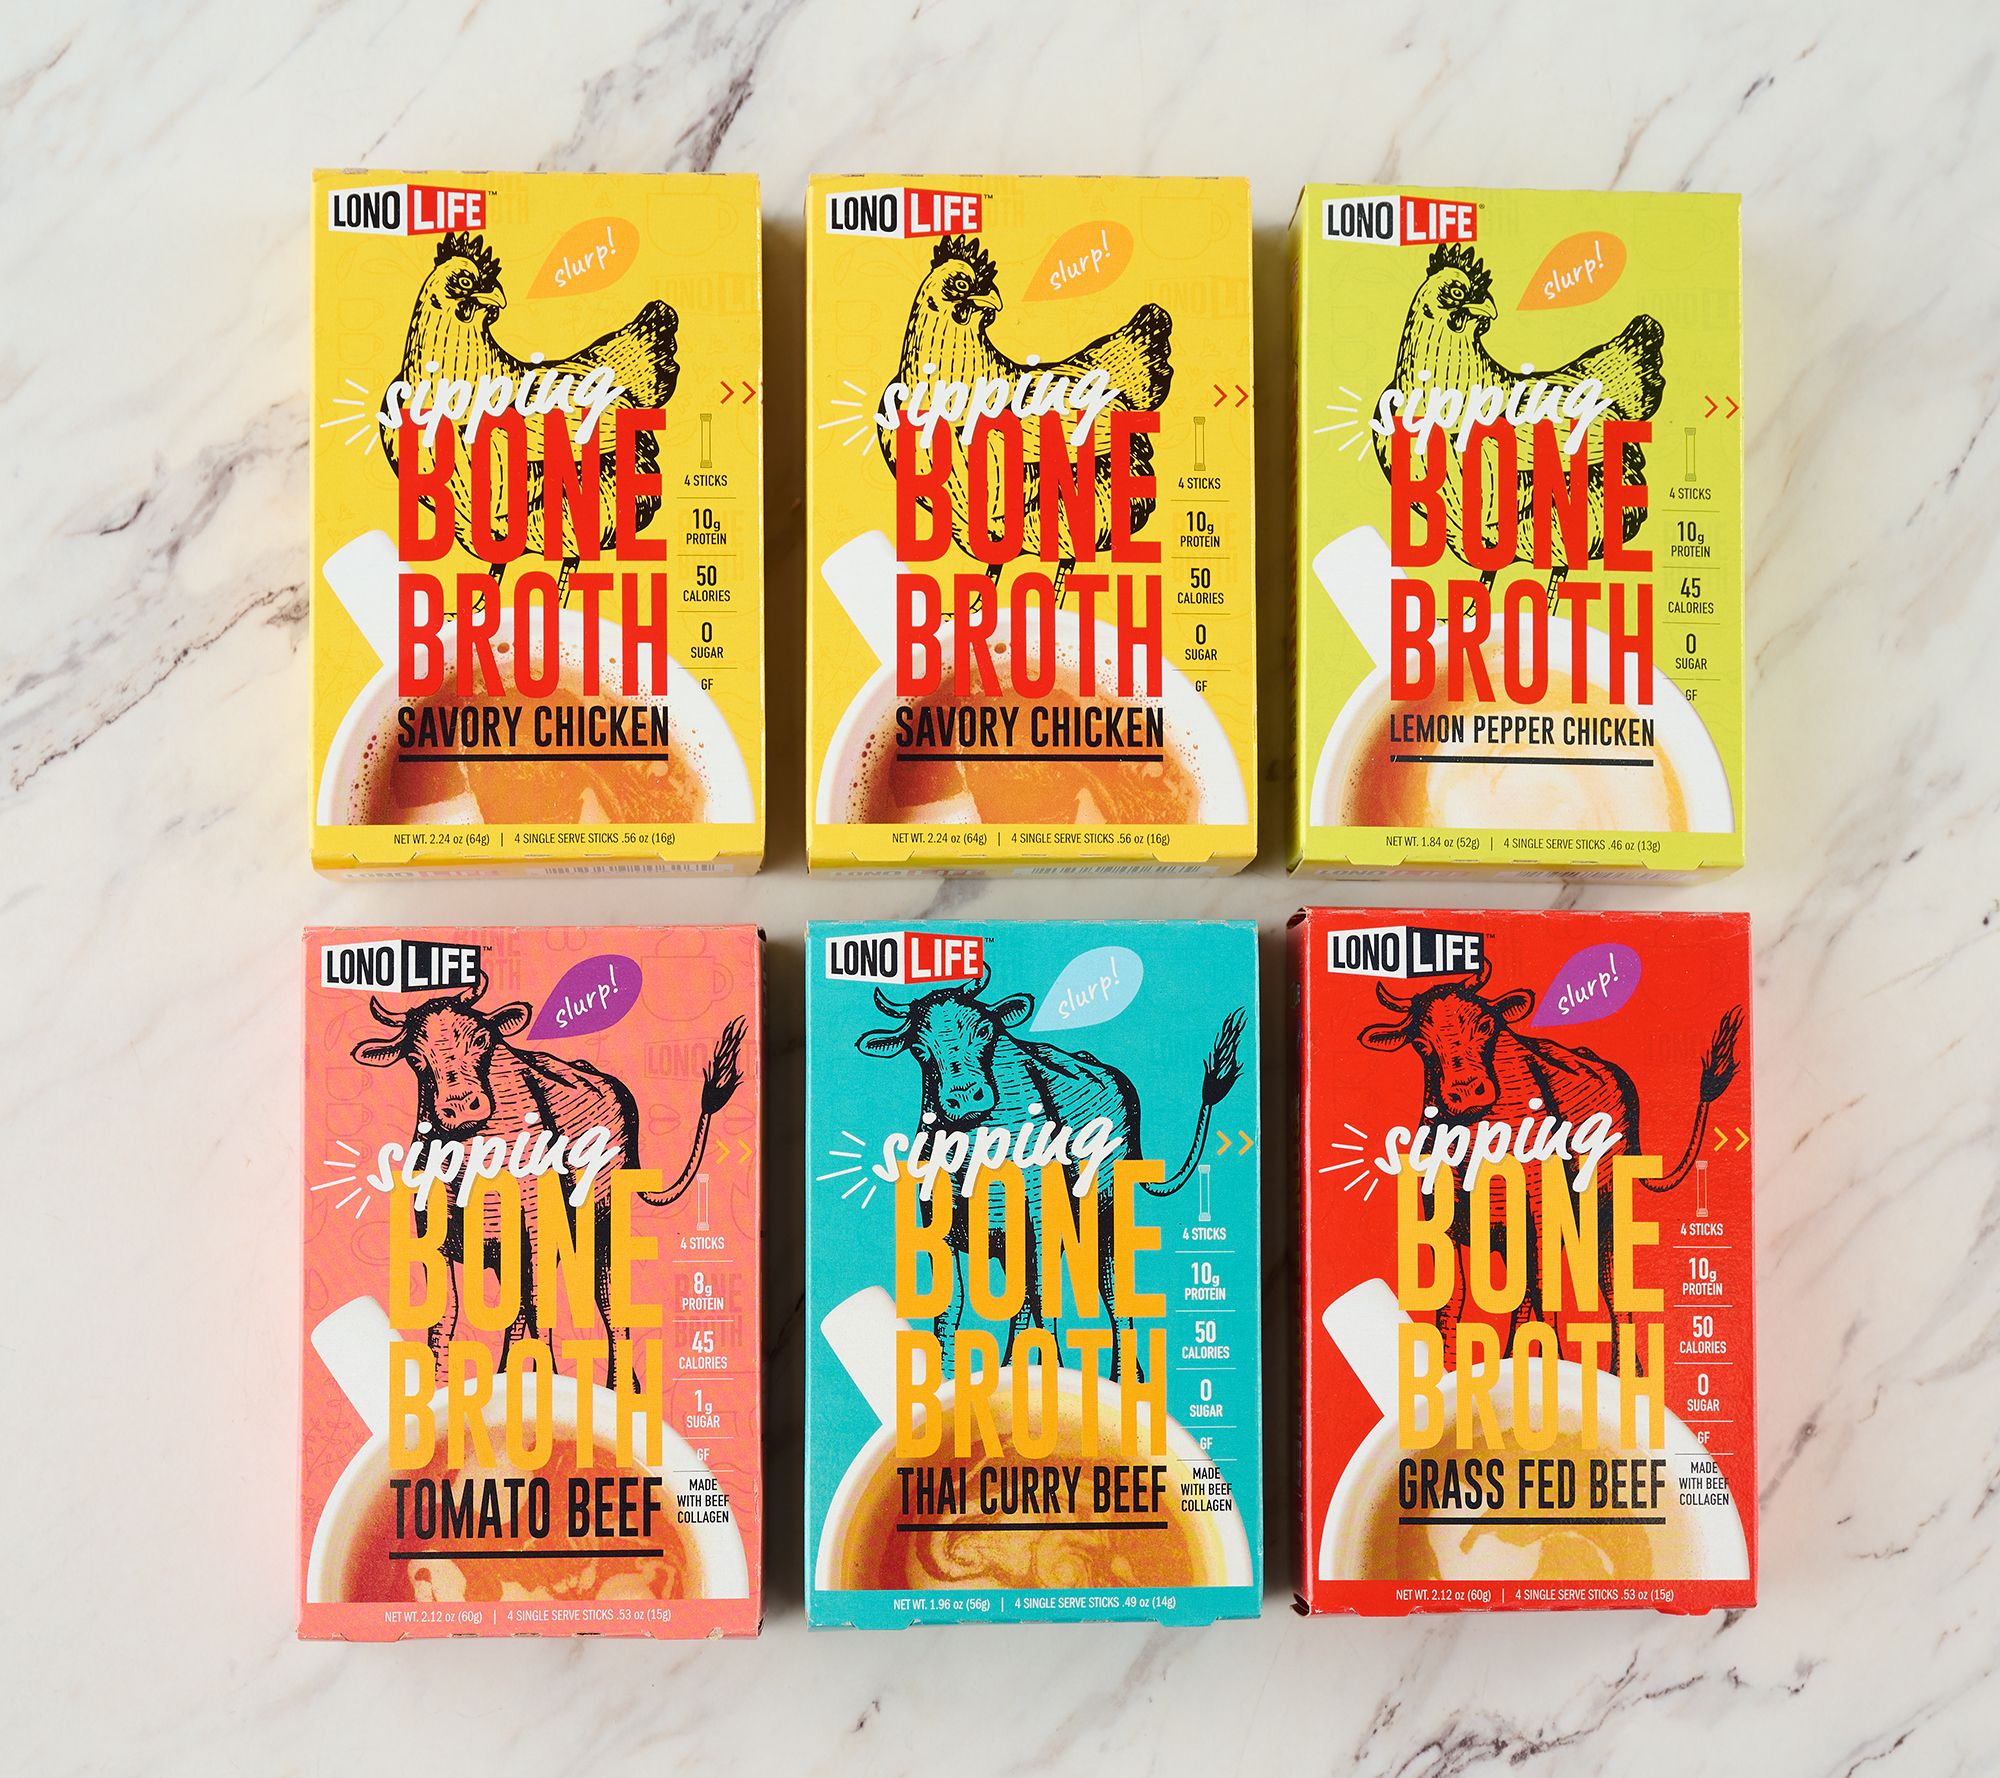 LONO LIFE™
slurp!
sipping
BONE
BROTH
SAVORY CHICKEN
4 STICKS
10g
PROTEIN
50
CALORIES
0
SUGAR
GF
NET WT. 2.24 oz (64g) | 4 SINGLE SERVE STICKS .56 oz (16g)
LONO LIFE™
slurp!
sipping
BONE
BROTH
SAVORY CHICKEN
4 STICKS
10g
PROTEIN
50
CALORIES
0
SUGAR
GF
NET WT. 2.24 oz (64g) | 4 SINGLE SERVE STICKS .56 oz (16g)
LONO LIFE®
slurp!
sipping
BONE
BROTH
LEMON PEPPER CHICKEN
4 STICKS
10g
PROTEIN
45
CALORIES
0
SUGAR
GF
NET WT. 1.84 oz (52g) | 4 SINGLE SERVE STICKS .46 oz (13g)
LONO LIFE™
slurp!
sipping
BONE
BROTH
TOMATO BEEF
4 STICKS
8g
PROTEIN
45
CALORIES
1g
SUGAR
GF
MADE
WITH BEEF
COLLAGEN
NET WT. 2.12 oz (60g) | 4 SINGLE SERVE STICKS .53 oz (15g)
LONO LIFE™
slurp!
sipping
BONE
BROTH
THAI CURRY BEEF
4 STICKS
10g
PROTEIN
50
CALORIES
0
SUGAR
GF
MADE
WITH BEEF
COLLAGEN
NET WT. 1.96 oz (56g) | 4 SINGLE SERVE STICKS .49 oz (14g)
LONO LIFE™
slurp!
sipping
BONE
BROTH
GRASS FED BEEF
4 STICKS
10g
PROTEIN
50
CALORIES
0
SUGAR
GF
MADE
WITH BEEF
COLLAGEN
NET WT. 2.12 oz (60g) | 4 SINGLE SERVE STICKS .53 oz (15g)